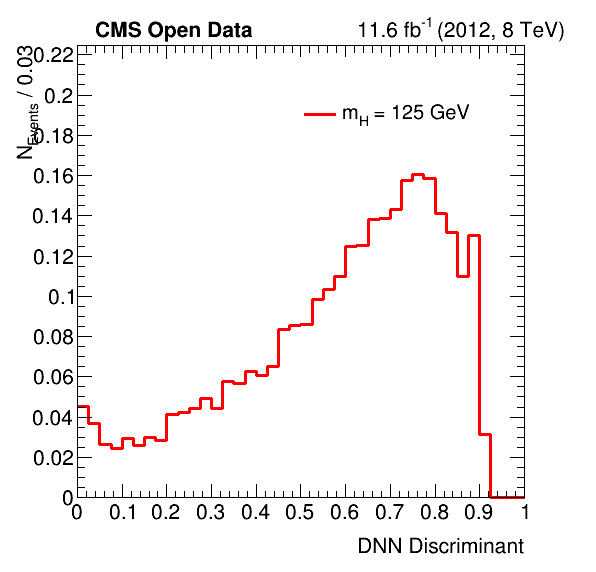 CMS Open Data
11.6 fb⁻¹ (2012, 8 TeV)
N_Events / 0.03
m_H = 125 GeV
0.22
0.2
0.18
0.16
0.14
0.12
0.1
0.08
0.06
0.04
0.02
0
0 0.1 0.2 0.3 0.4 0.5 0.6 0.7 0.8 0.9 1
DNN Discriminant